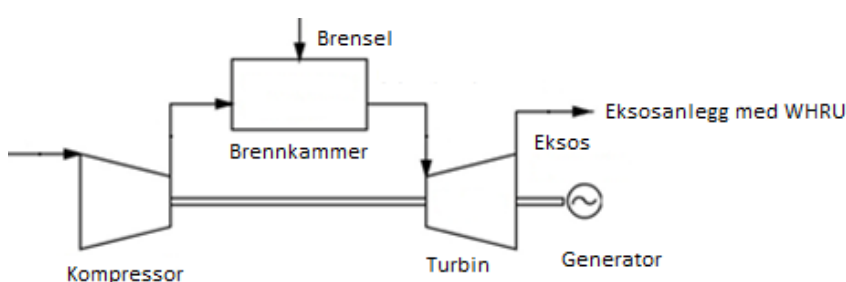 Brensel
Eksosanlegg med WHRU
Eksos
Brennkammer
Turbin
Generator
Kompressor